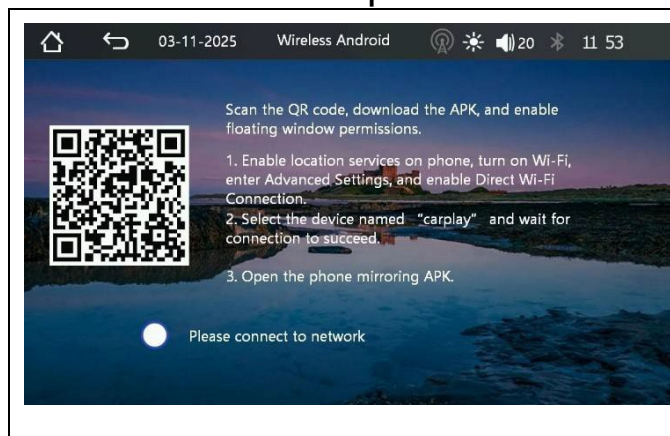 03-11-2025 Wireless Android 20 11 53
Scan the QR code, download the APK, and enable
floating window permissions.
1. Enable location services on phone, turn on Wi-Fi,
enter Advanced Settings, and enable Direct Wi-Fi
Connection.
2. Select the device named “carplay” and wait for
connection to succeed.
3. Open the phone mirroring APK.
Please connect to network